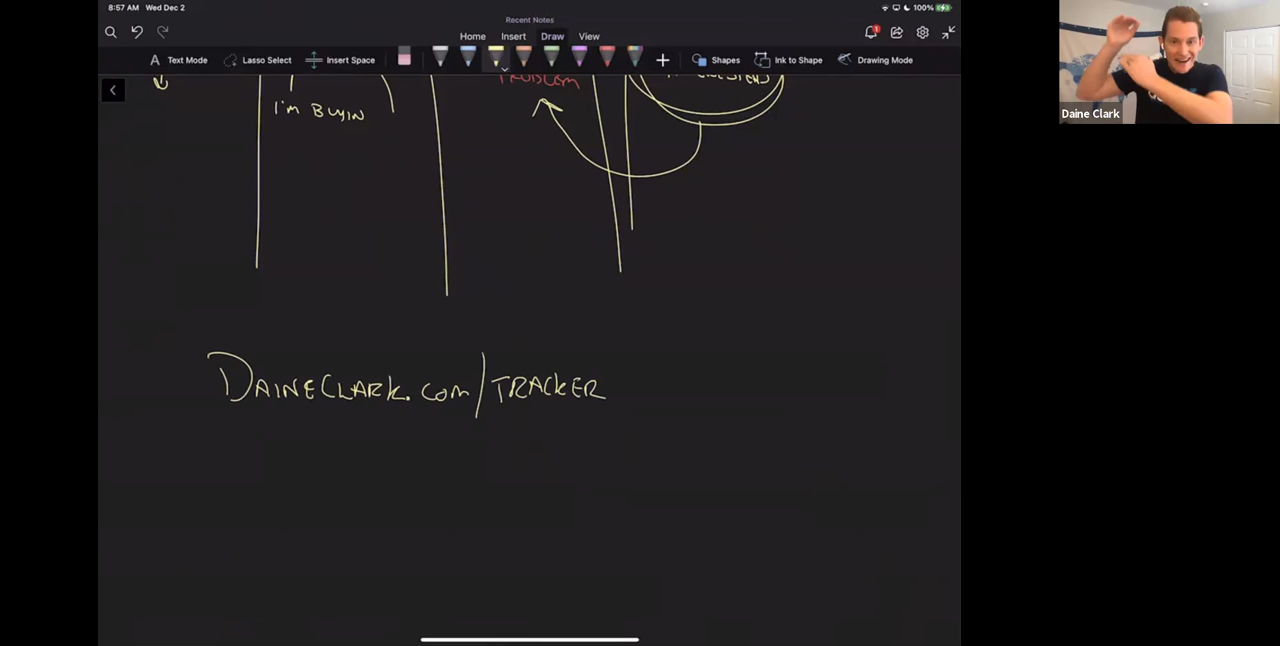 8:57 AM Wed Dec 2
100%
Recent Notes
Home Insert Draw View
Text Mode Lasso Select Insert Space Shapes Ink to Shape Drawing Mode
PROBLEM
I'm BUYIN
DAINECLARK.COM/TRACKER
Daine Clark